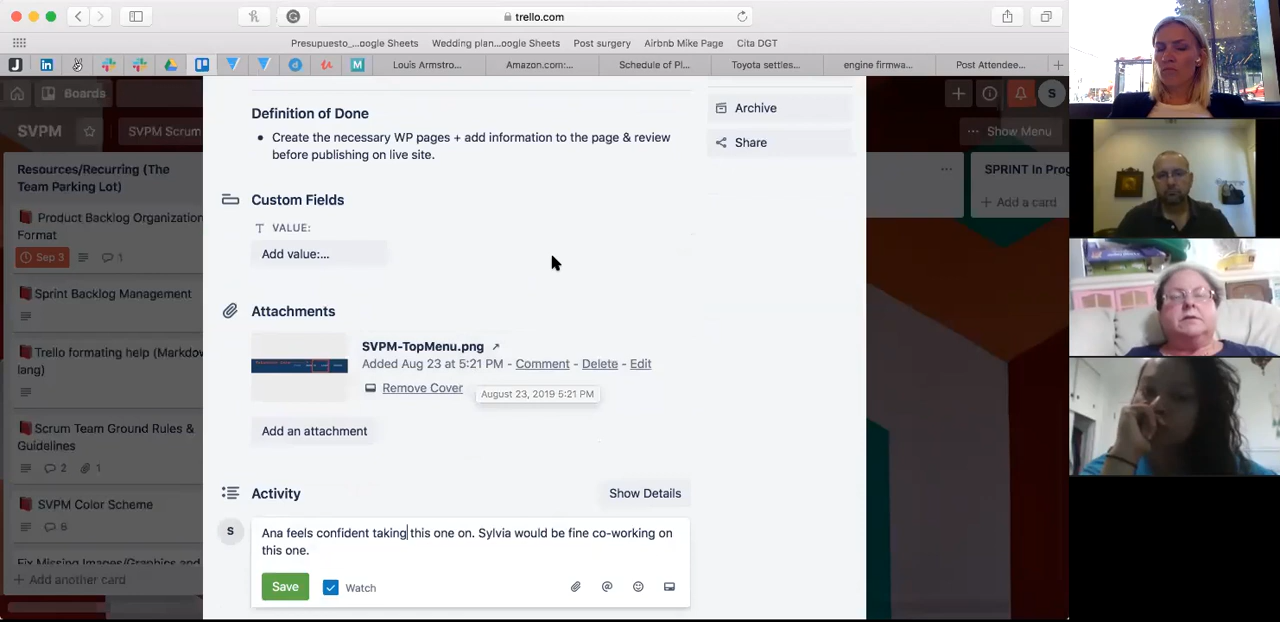 trello.com
Presupuesto_...oogle Sheets
Wedding plan...oogle Sheets
Post surgery
Airbnb Mike Page
Cita DGT
Louis Armstro...
Amazon.com:...
Schedule of Pl...
Toyota settles...
engine firmwa...
Post Attendee...
Boards
S
SVPM
SVPM Scrum
Show Menu
Resources/Recurring (The
Team Parking Lot)
Product Backlog Organization
Format
Sep 3
1
Sprint Backlog Management
Trello formating help (Markdow
lang)
Scrum Team Ground Rules &
Guidelines
2
1
SVPM Color Scheme
6
Fix Missing Images/Graphics and
Add another card
Definition of Done
Create the necessary WP pages + add information to the page & review
before publishing on live site.
Custom Fields
VALUE:
Add value:...
Attachments
SVPM-TopMenu.png
Added Aug 23 at 5:21 PM - Comment - Delete - Edit
Remove Cover
August 23, 2019 5:21 PM
Add an attachment
Activity
Show Details
S
Ana feels confident taking this one on. Sylvia would be fine co-working on
this one.
Save
Watch
Archive
Share
SPRINT In Prog
Add a card